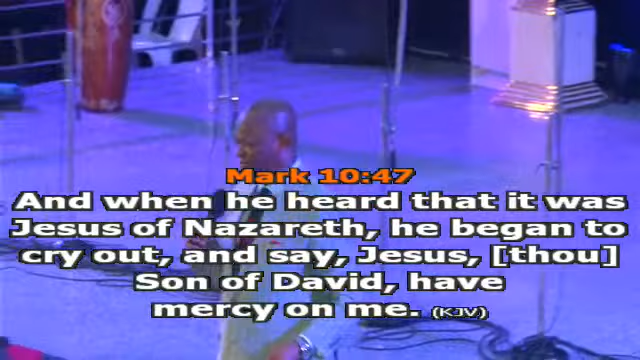 Mark 10:47
And when he heard that it was
Jesus of Nazareth, he began to
cry out, and say, Jesus, [thou]
Son of David, have
mercy on me. (KJV)